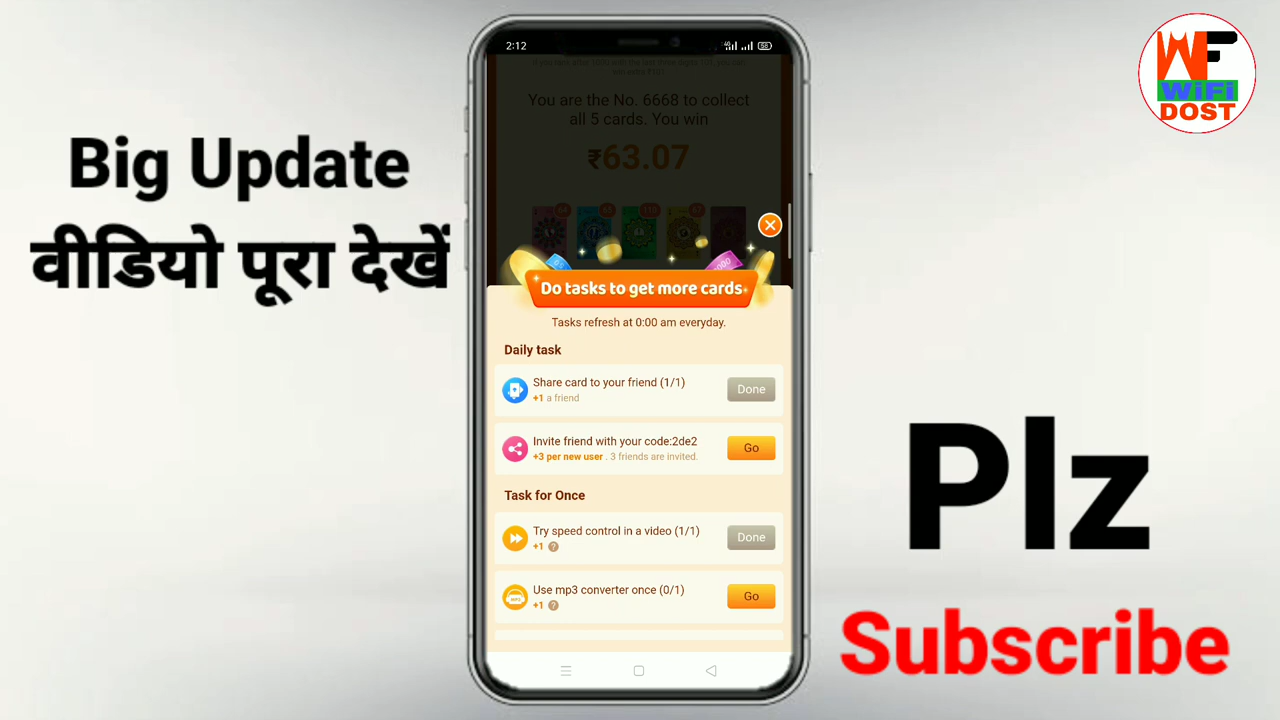 Big Update
वीडियो पूरा देखें
2:12
4G
58
You are the No. 6668 to collect
all 5 cards. You win
₹63.07
Do tasks to get more cards
Tasks refresh at 0:00 am everyday.
Daily task
Share card to your friend (1/1)
+1 a friend
Done
Invite friend with your code:2de2
+3 per new user . 3 friends are invited.
Go
Task for Once
Try speed control in a video (1/1)
+1 ?
Done
Use mp3 converter once (0/1)
+1 ?
Go
MP3
WF
WiFi
DOST
Plz
Subscribe